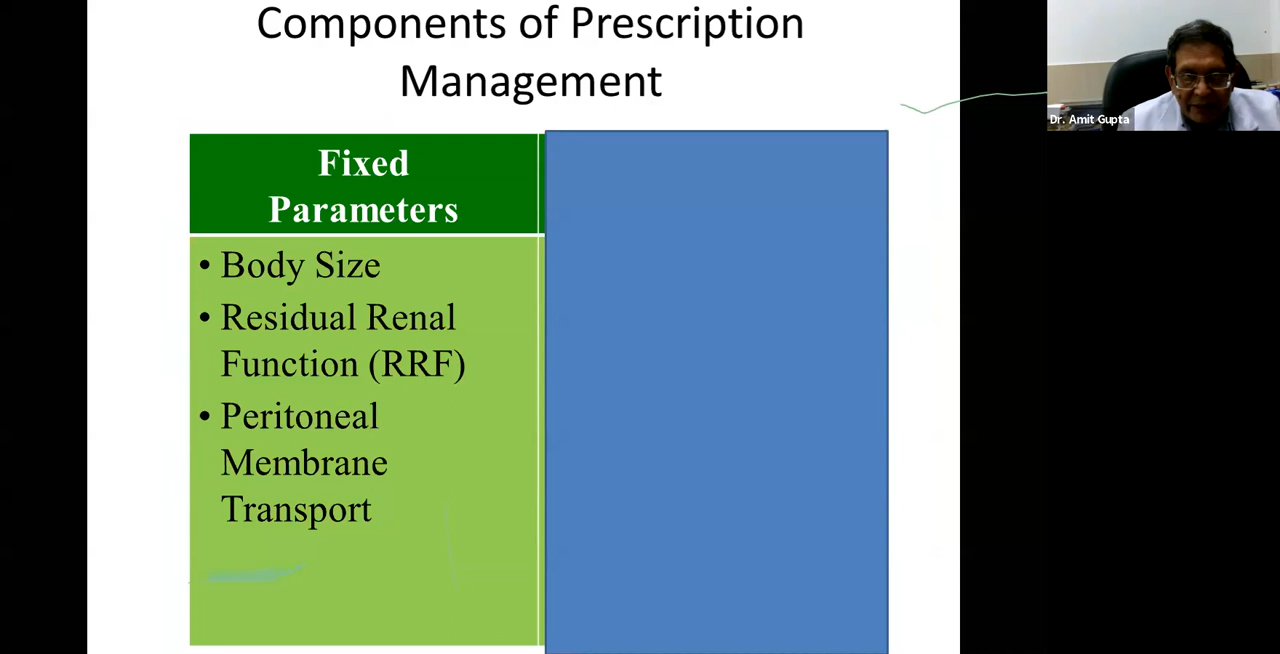 Components of Prescription
Management
Dr. Amit Gupta
Fixed
Parameters
• Body Size
• Residual Renal
Function (RRF)
• Peritoneal
Membrane
Transport